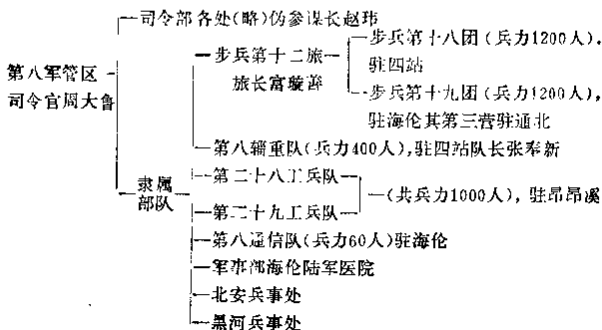 司令部各处(略)伪参谋长赵玮
第八军管区
司令官周大鲁
步兵第十二旅
旅长富璇善
步兵第十八团(兵力1200人),
驻四站
步兵第十九团(兵力1200人),
驻海伦其第三营驻通北
第八辎重队(兵力400人),驻四站队长张奉新
隶属
部队
第二十八工兵队
第二十九工兵队
(共兵力1000人),驻昂昂溪
第八通信队(兵力60人)驻海伦
军事部海伦陆军医院
北安兵事处
黑河兵事处